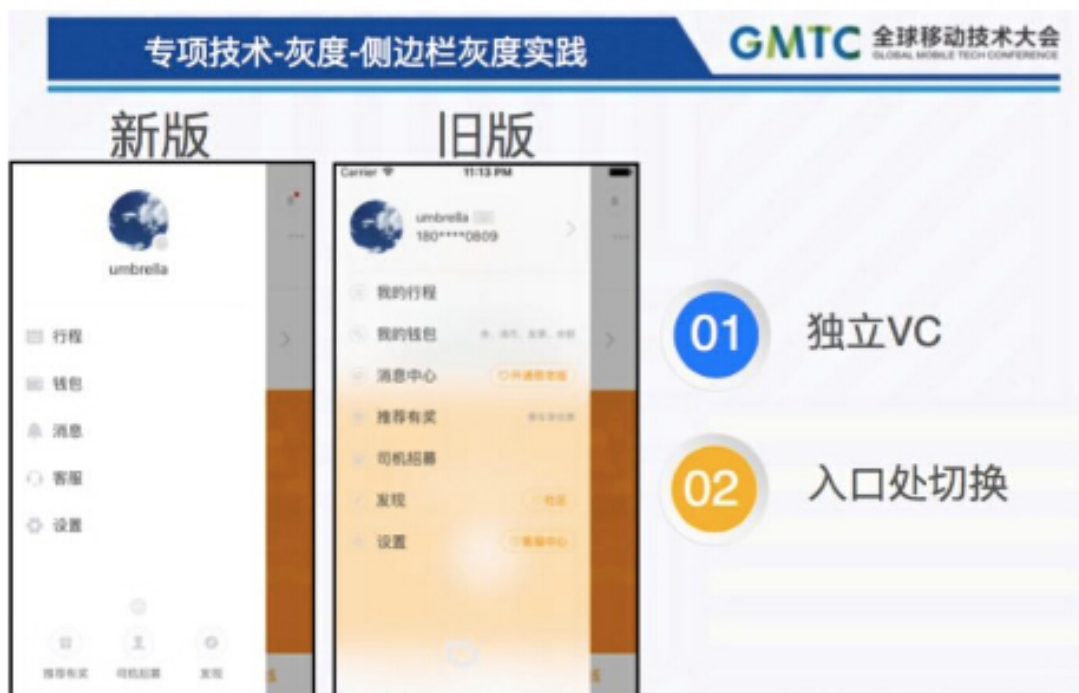 专项技术-灰度-侧边栏灰度实践
GMTC 全球移动技术大会
GLOBAL MOBILE TECH CONFERENCE
新版
旧版
umbrella
行程
钱包
消息
客服
设置
推荐有奖
司机招募
发现
Carrier
11:13 PM
umbrella
180****0809
我的行程
我的钱包
消息中心
推荐有奖
司机招募
发现
设置
01
独立VC
02
入口处切换